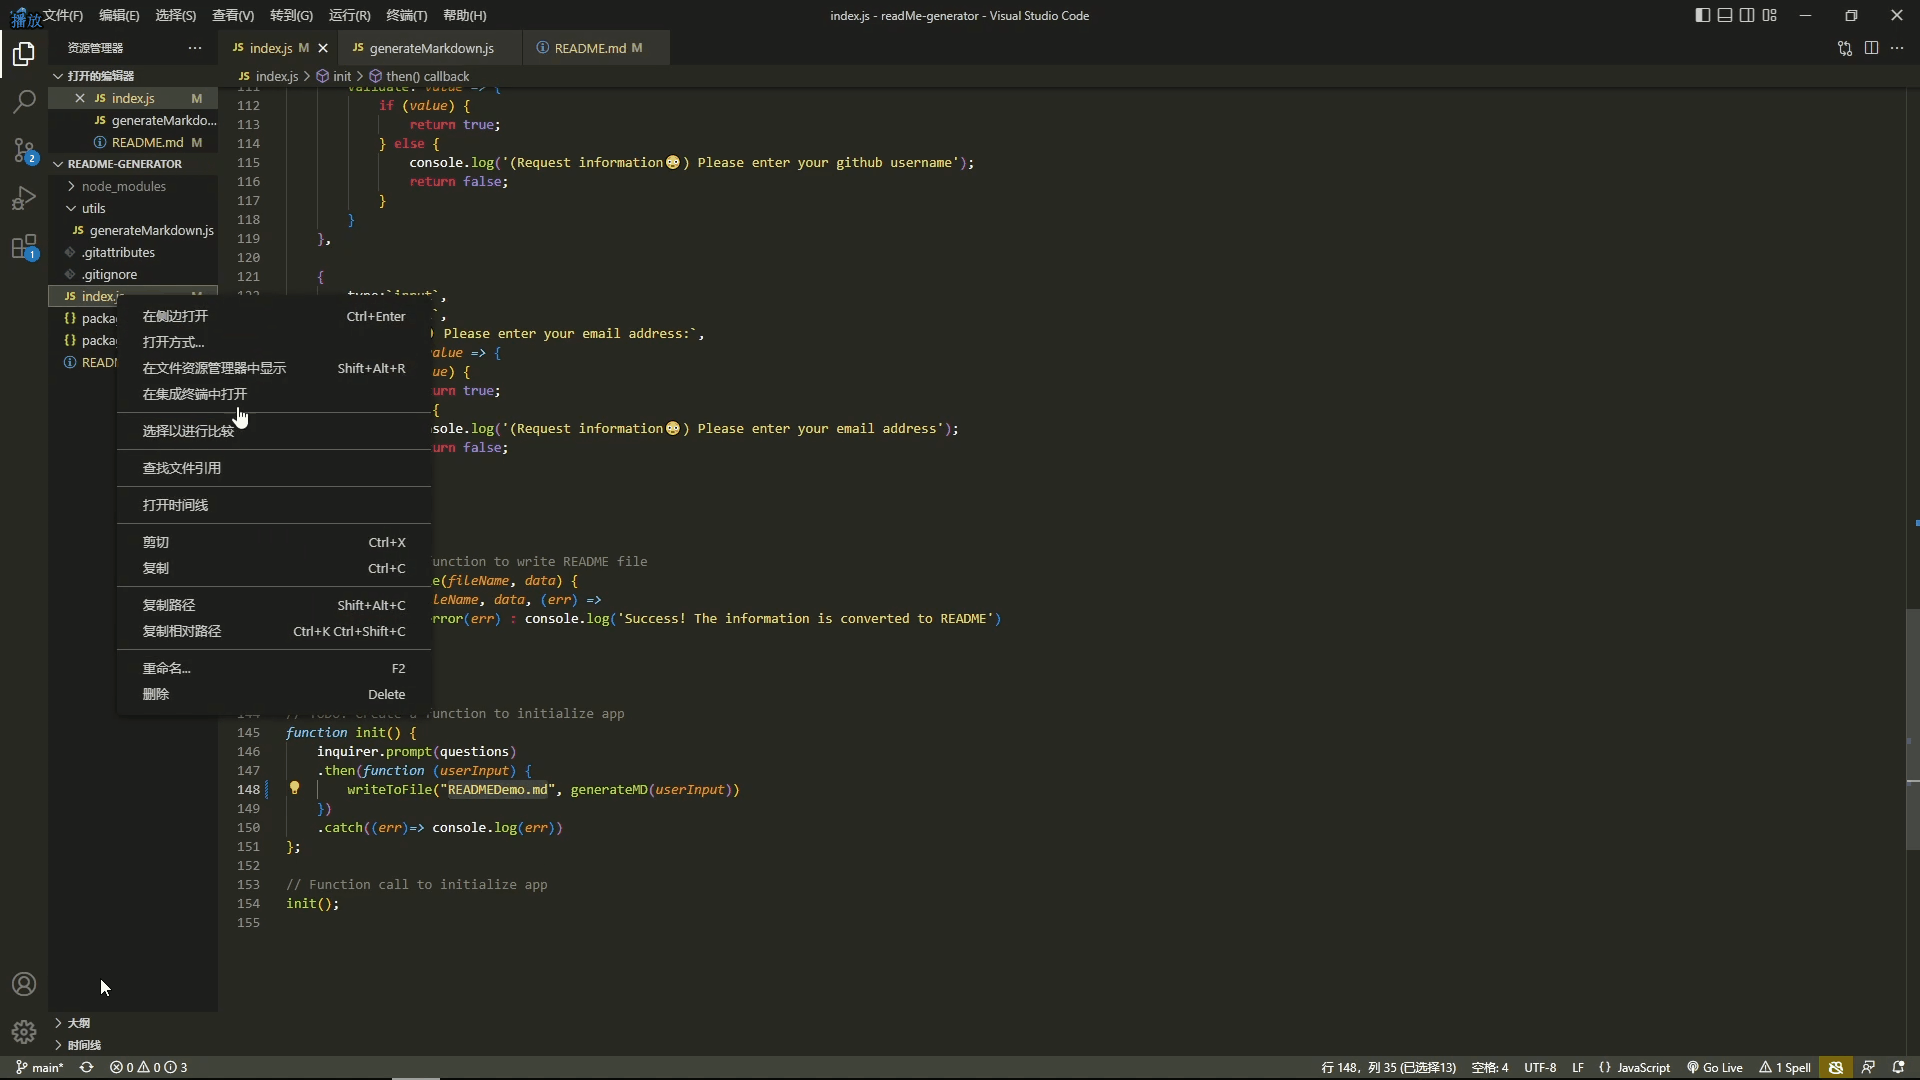 播放
文件(F) 编辑(E) 选择(S) 查看(V) 转到(G) 运行(R) 终端(T) 帮助(H)
index.js - readMe-generator - Visual Studio Code
资源管理器
JS index.js M
JS generateMarkdown.js
README.md M
打开的编辑器
JS index.js M
JS generateMarkdo...
README.md M
README-GENERATOR
node_modules
utils
JS generateMarkdown.js
.gitattributes
.gitignore
JS index.js
{} packa
{} packa
READ
大纲
时间线
2
1
JS index.js > init > then() callback
112 if (value) {
113 return true;
114 } else {
115 console.log('(Request information😳) Please enter your github username');
116 return false;
117 }
118 }
119 },
120
121 {
Please enter your email address:`,
alue => {
ue) {
urn true;
{
sole.log('(Request information😳) Please enter your email address');
urn false;
在侧边打开 Ctrl+Enter
打开方式...
在文件资源管理器中显示 Shift+Alt+R
在集成终端中打开
选择以进行比较
查找文件引用
打开时间线
剪切 Ctrl+X
复制 Ctrl+C
复制路径 Shift+Alt+C
复制相对路径 Ctrl+K Ctrl+Shift+C
重命名... F2
删除 Delete
unction to write README file
e(fileName, data) {
leName, data, (err) =>
rror(err) : console.log('Success! The information is converted to README')
unction to initialize app
145 function init() {
146 inquirer.prompt(questions)
147 .then(function (userInput) {
148 writeToFile("READMEDemo.md", generateMD(userInput))
149 })
150 .catch((err)=> console.log(err))
151 };
152
153 // Function call to initialize app
154 init();
155
main* 0 0 3
行 148, 列 35 (已选择13) 空格: 4 UTF-8 LF {} JavaScript Go Live 1 Spell